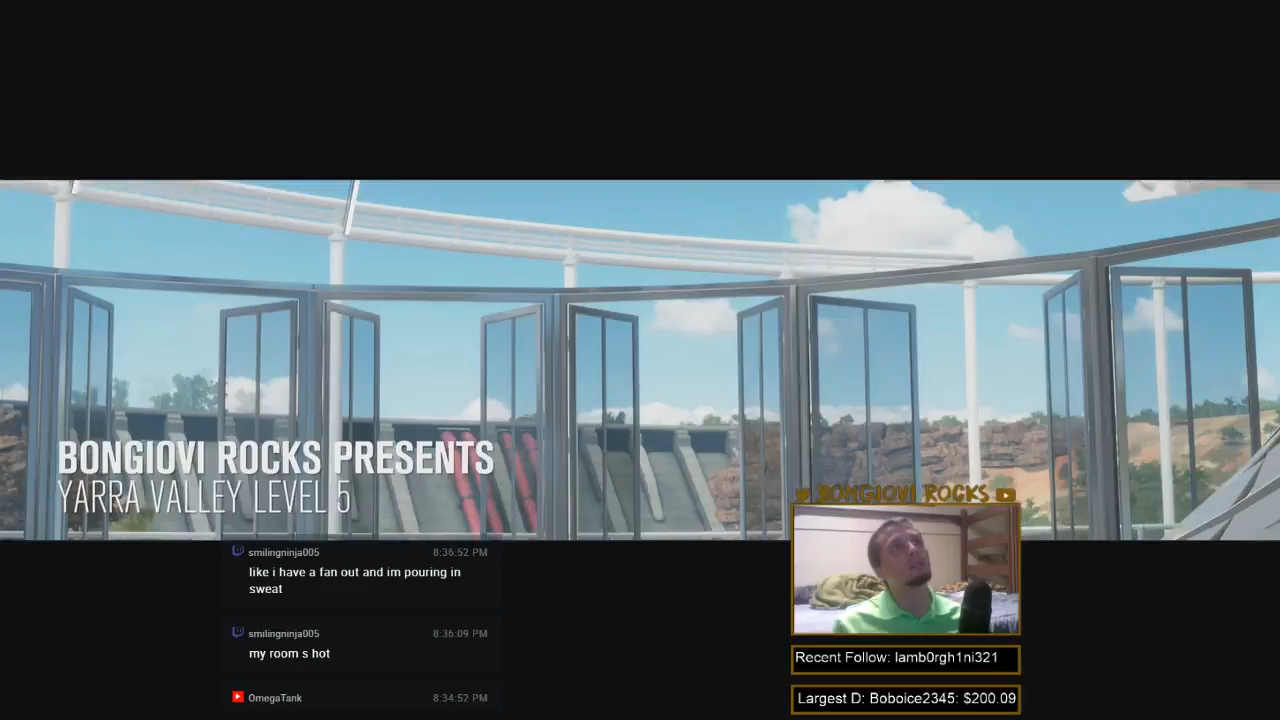 BONGIOVI ROCKS PRESENTS
YARRA VALLEY LEVEL 5
BONGIOVI ROCKS
smilingninja005 8:36:52 PM
like i have a fan out and im pouring in
sweat
smilingninja005 8:36:09 PM
my room s hot
OmegaTank 8:34:52 PM
Recent Follow: lamb0rgh1ni321
Largest D: Boboice2345: $200.09